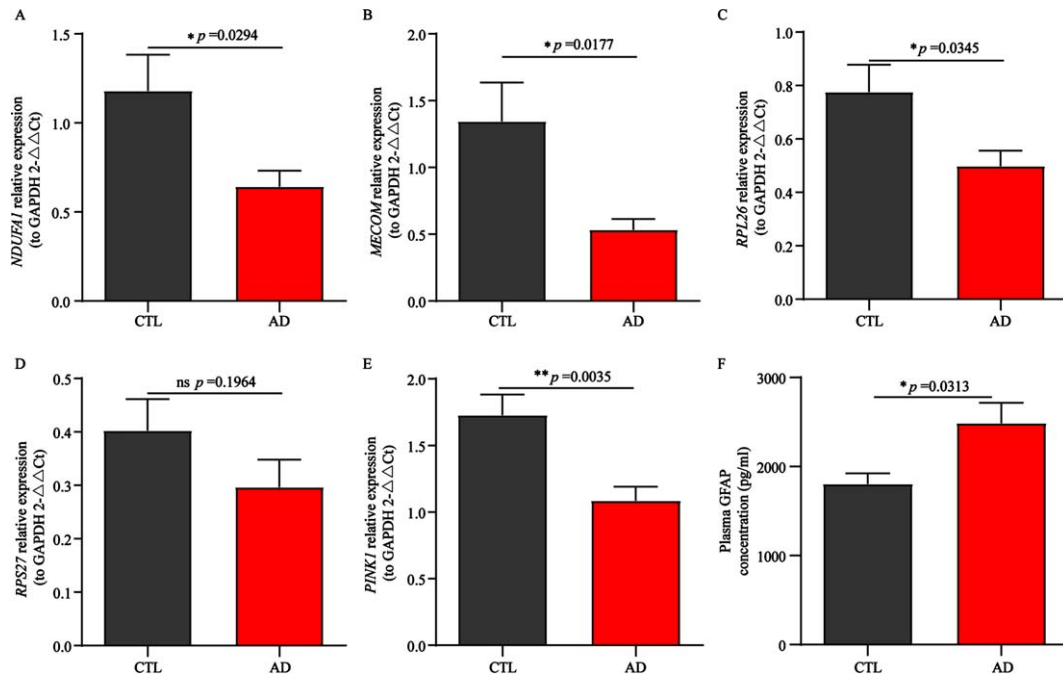 A
NDUFA1 relative expression
(to GAPDH 2-△△Ct)
1.5
1.0
0.5
0.0
* p =0.0294
CTL
AD
B
MECOM relative expression
(to GAPDH 2-△△Ct)
2.0
1.5
1.0
0.5
0.0
* p =0.0177
CTL
AD
C
RPL26 relative expression
(to GAPDH 2-△△Ct)
1.0
0.8
0.6
0.4
0.2
0.0
* p =0.0345
CTL
AD
D
RPS27 relative expression
(to GAPDH 2-△△Ct)
0.5
0.4
0.3
0.2
0.1
0.0
ns p =0.1964
CTL
AD
E
PINK1 relative expression
(to GAPDH 2-△△Ct)
2.0
1.5
1.0
0.5
0.0
** p =0.0035
CTL
AD
F
Plasma GFAP
concentration (pg/ml)
3000
2000
1000
0
* p =0.0313
CTL
AD